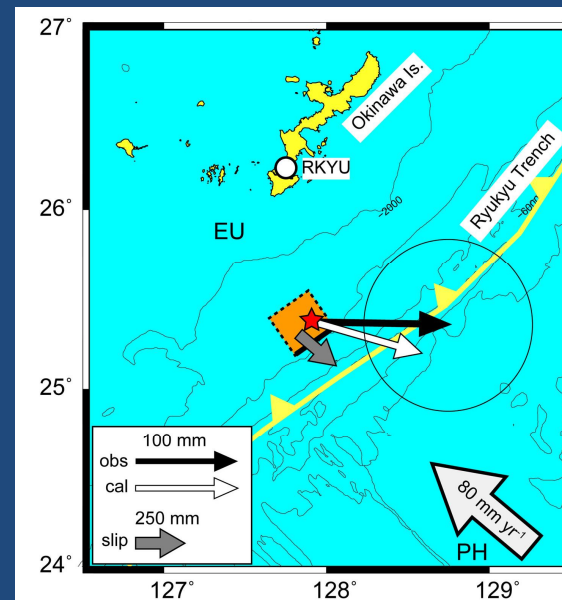 27°
Okinawa Is.
RKYU
Ryukyu Trench
−2000
−6000
26°
EU
25°
100 mm
obs
cal
250 mm
slip
80 mm yr⁻¹
PH
24°
127°
128°
129°